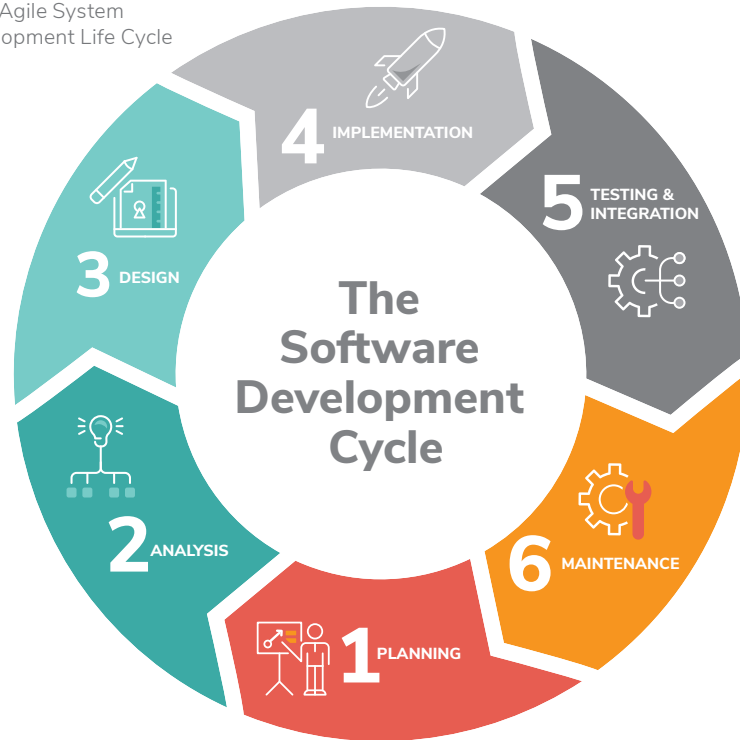 Agile System
opment Life Cycle
4 IMPLEMENTATION
5 TESTING &
INTEGRATION
3 DESIGN
The
Software
Development
Cycle
2 ANALYSIS
6 MAINTENANCE
1 PLANNING